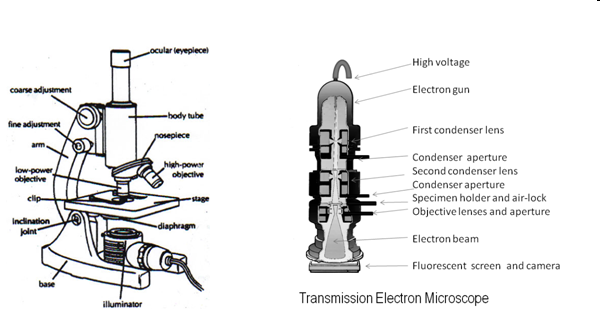 ocular (eyepiece)
coarse adjustment
body tube
fine adjustment
nosepiece
arm
high-power
objective
low-power
objective
clip
stage
inclination
joint
diaphragm
base
illuminator
High voltage
Electron gun
First condenser lens
Condenser aperture
Second condenser lens
Condenser aperture
Specimen holder and air-lock
Objective lenses and aperture
Electron beam
Fluorescent screen and camera
Transmission Electron Microscope